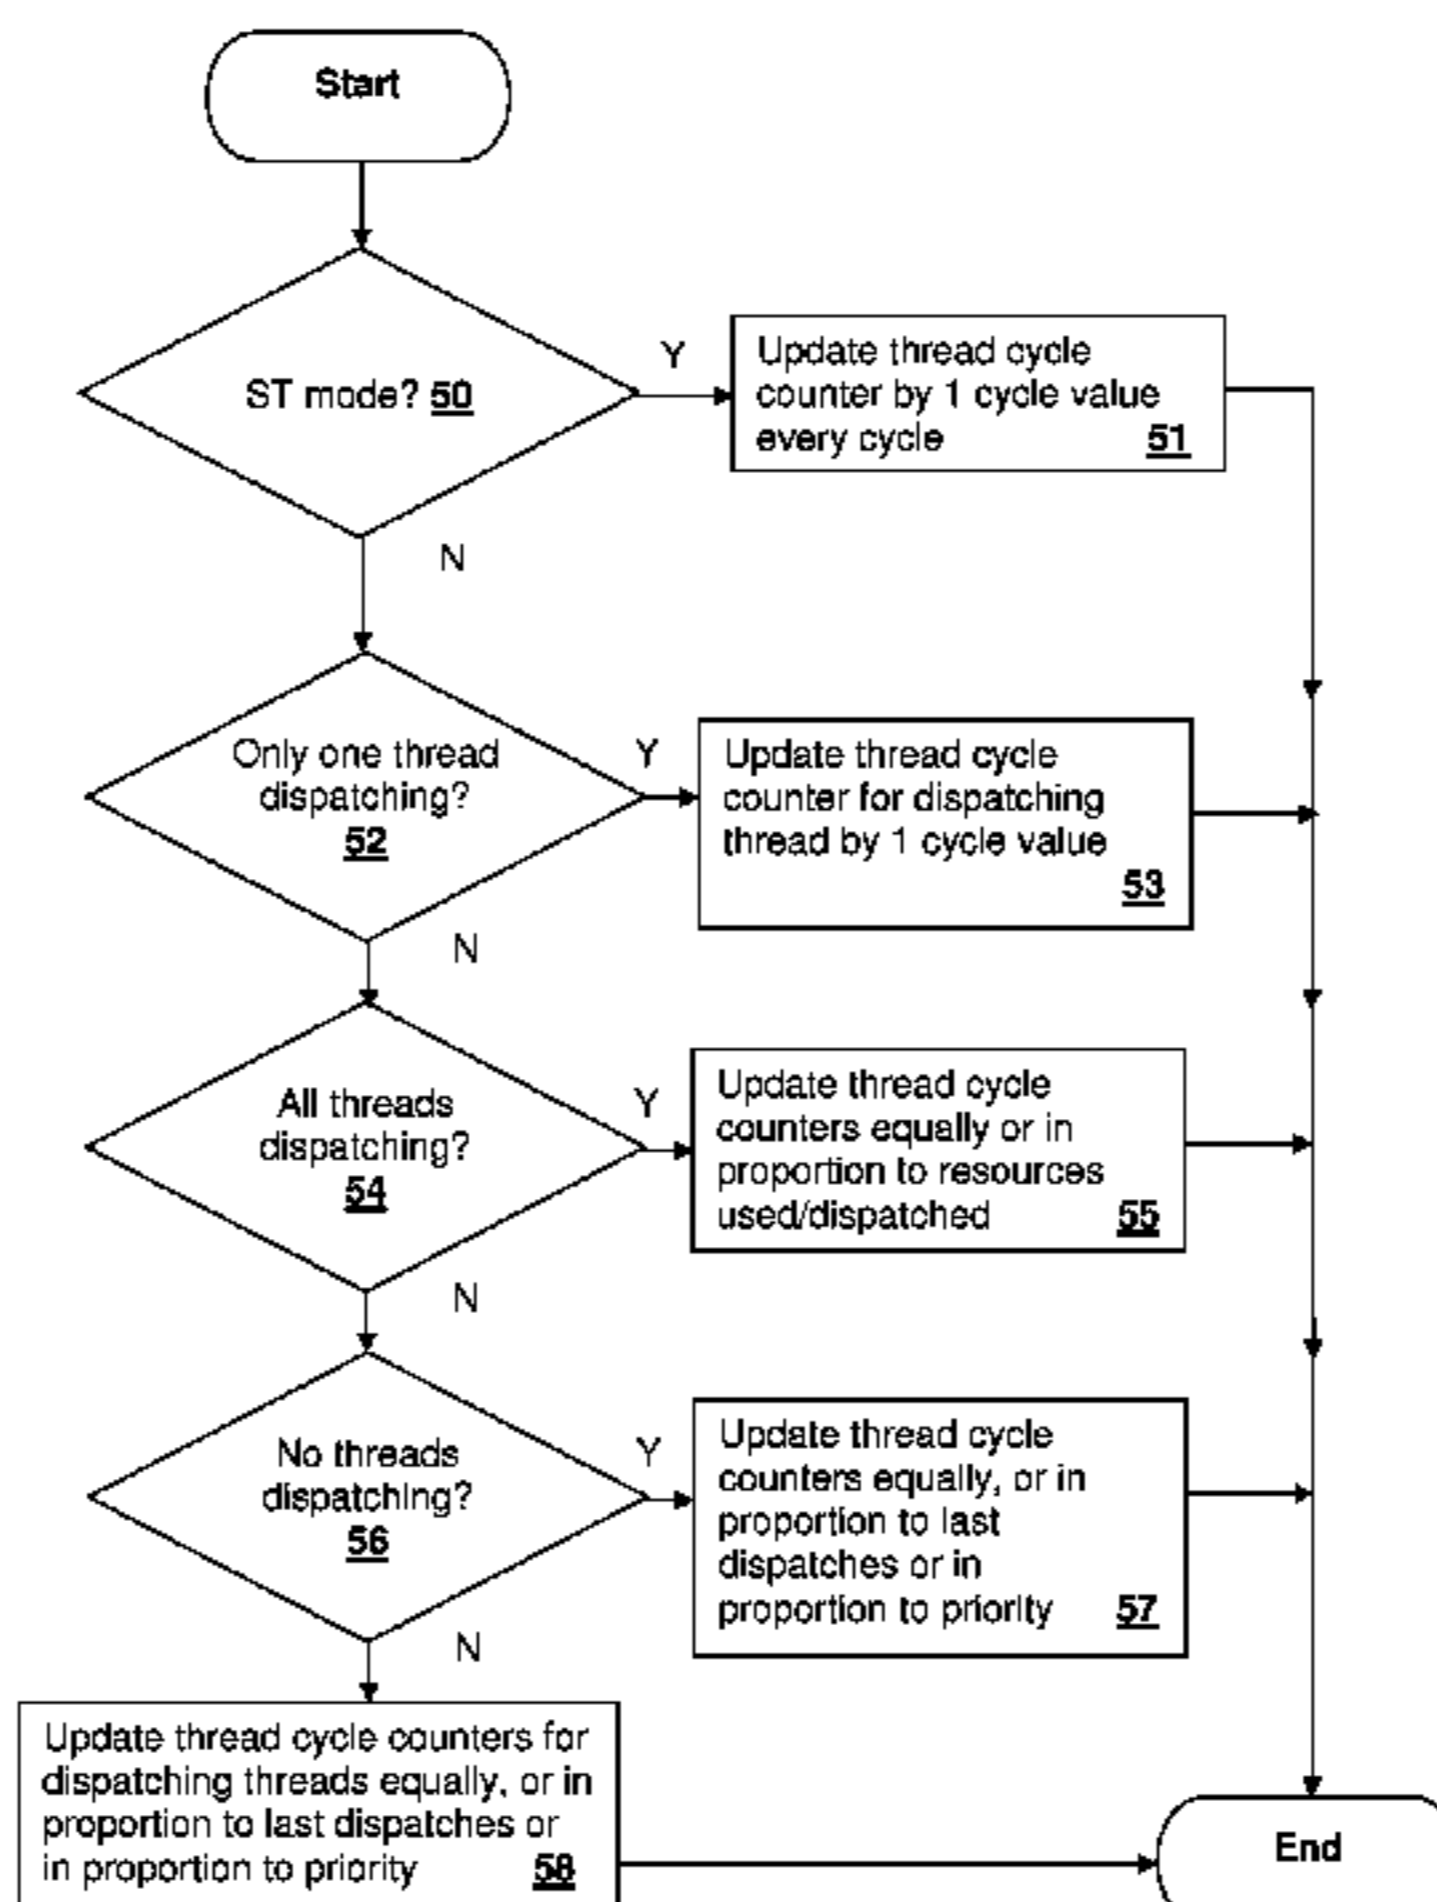 Start
ST mode? 50
Y
Update thread cycle
counter by 1 cycle value
every cycle 51
N
Only one thread
dispatching?
52
Y
Update thread cycle
counter for dispatching
thread by 1 cycle value
53
N
All threads
dispatching?
54
Y
Update thread cycle
counters equally or in
proportion to resources
used/dispatched 55
N
No threads
dispatching?
56
Y
Update thread cycle
counters equally, or in
proportion to last
dispatches or in
proportion to priority 57
N
Update thread cycle counters for
dispatching threads equally, or in
proportion to last dispatches or
in proportion to priority 58
End